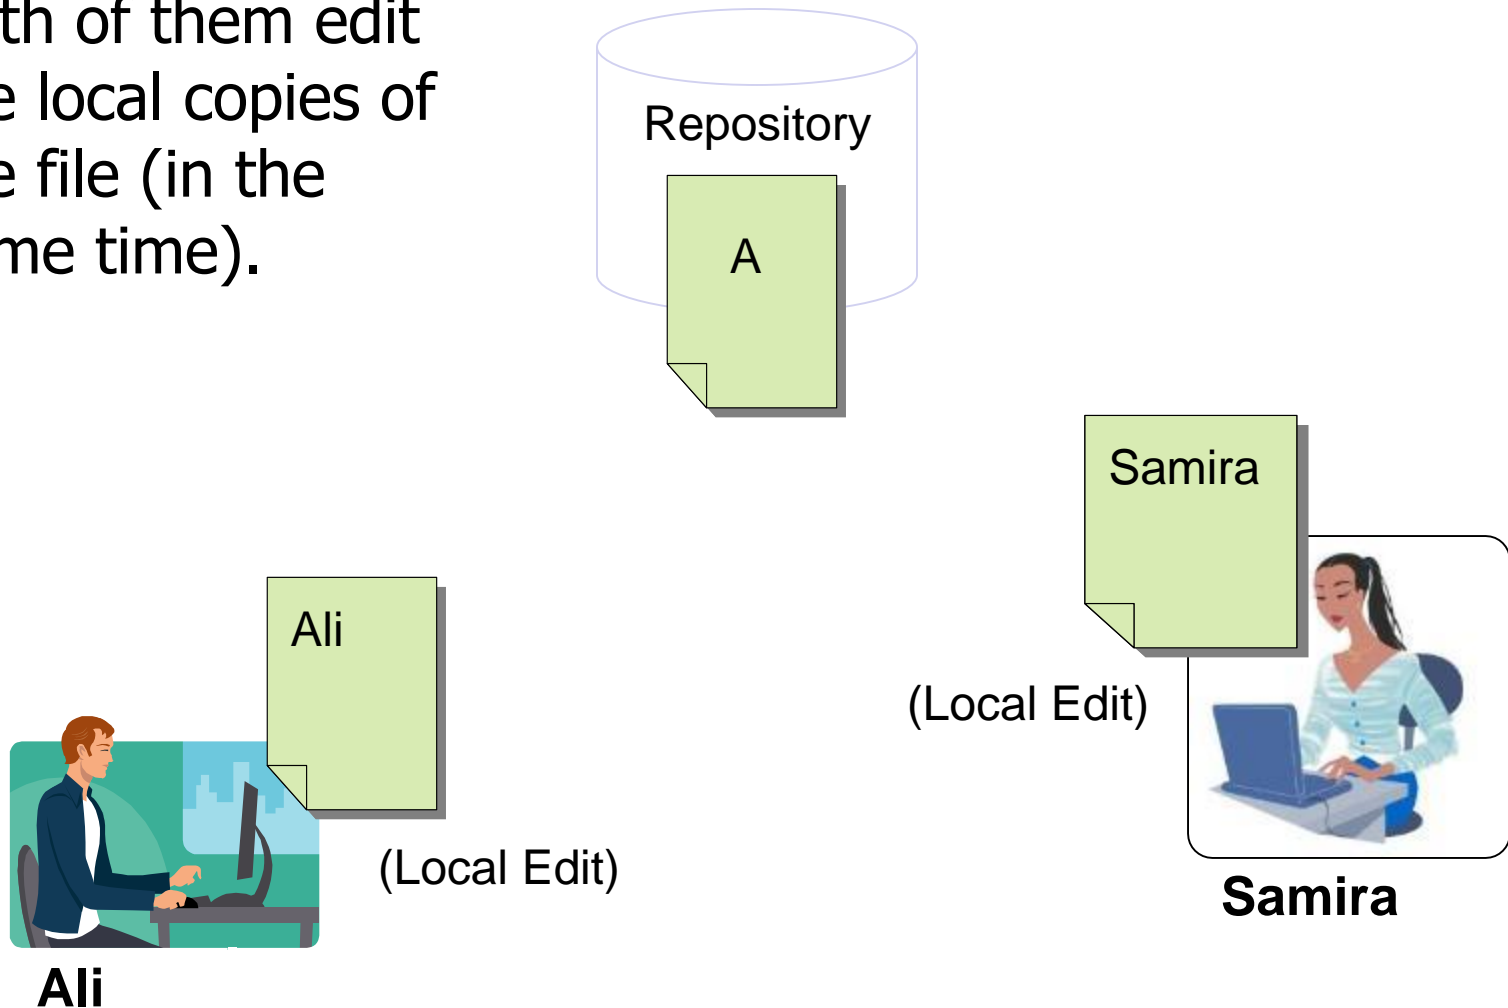 th of them edit
e local copies of
e file (in the
me time).
Repository
A
Samira
Ali
(Local Edit)
(Local Edit)
Samira
Ali